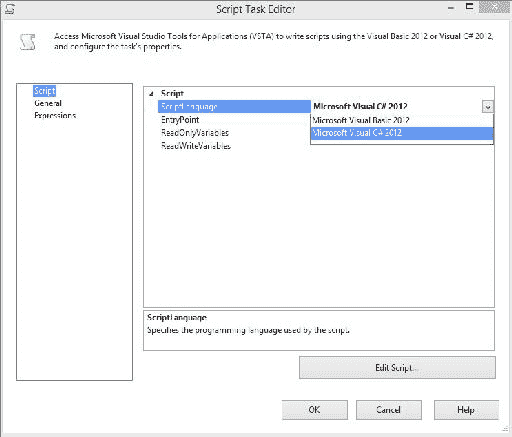 Script Task Editor
Access Microsoft Visual Studio Tools for Applications (VSTA) to write scripts using the Visual Basic 2012 or Visual C# 2012,
and configure the task's properties.
Script
General
Expressions
Script
ScriptLanguage Microsoft Visual C# 2012
EntryPoint Microsoft Visual Basic 2012
ReadOnlyVariables Microsoft Visual C# 2012
ReadWriteVariables
ScriptLanguage
Specifies the programming language used by the script.
Edit Script...
OK Cancel Help